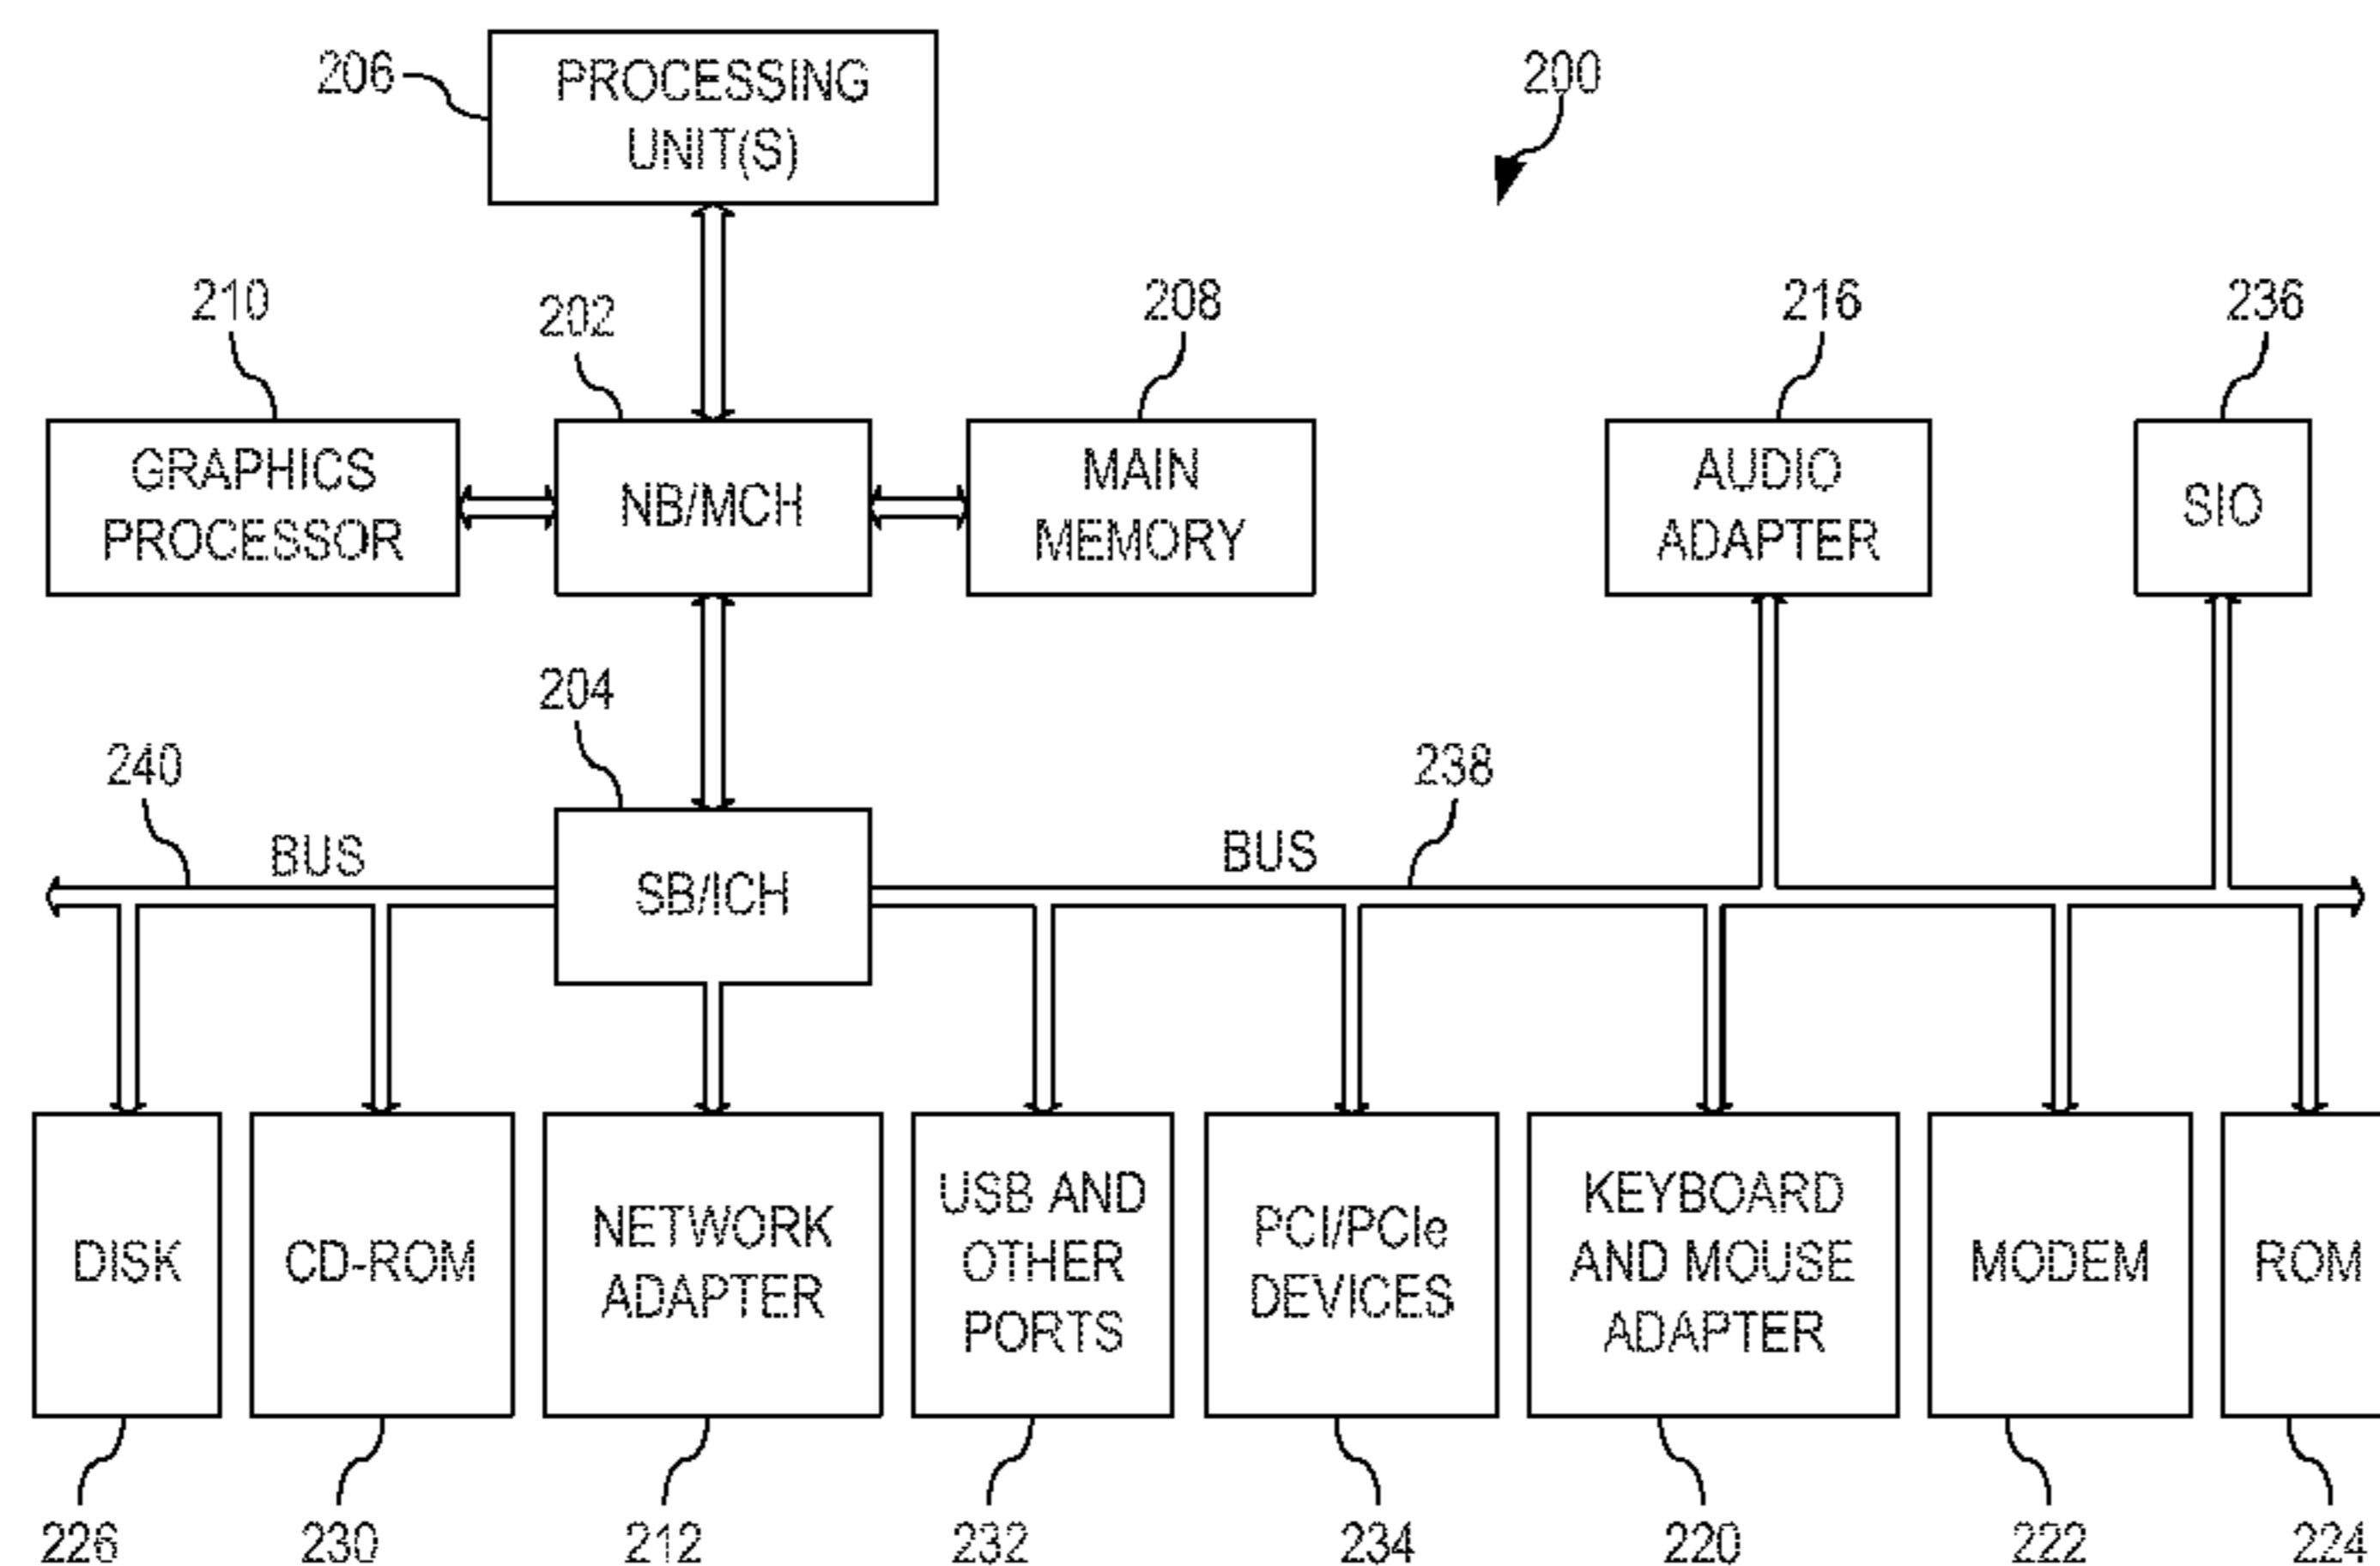 206
PROCESSING
UNIT(S)
200
210
202
208
216
236
GRAPHICS
PROCESSOR
NB/MCH
MAIN
MEMORY
AUDIO
ADAPTER
SIO
204
240
238
BUS
BUS
SB/ICH
DISK
CD-ROM
NETWORK
ADAPTER
USB AND
OTHER
PORTS
PCI/PCIe
DEVICES
KEYBOARD
AND MOUSE
ADAPTER
MODEM
ROM
226
230
212
232
234
220
222
224